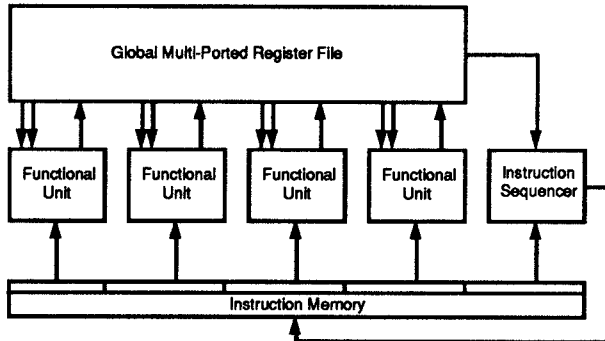 Global Multi-Ported Register File
Functional
Unit
Functional
Unit
Functional
Unit
Functional
Unit
Instruction
Sequencer
Instruction Memory